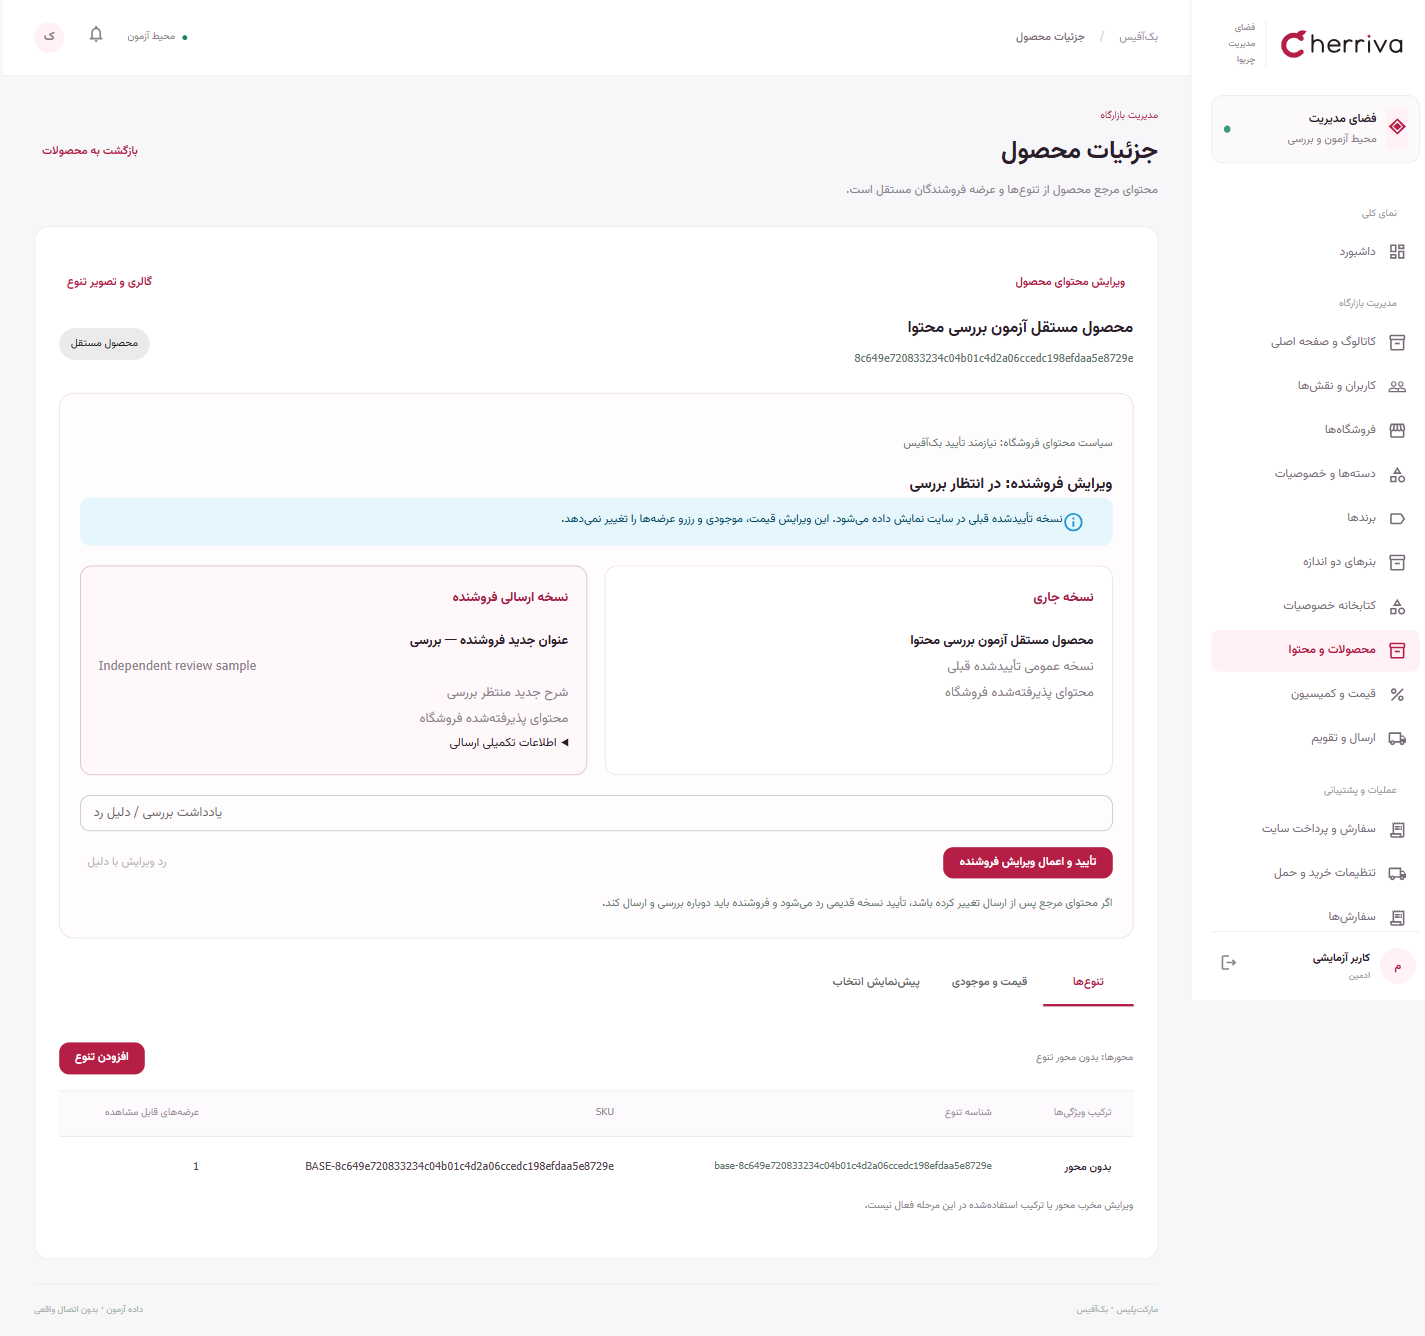 Cherriva
فضای
مدیریت
چریوا
فضای مدیریت
محیط آزمون و بررسی
نمای کلی
داشبورد
مدیریت بازارگاه
کاتالوگ و صفحه اصلی
کاربران و نقش‌ها
فروشگاه‌ها
دسته‌ها و خصوصیات
برندها
بنرهای دو اندازه
کتابخانه خصوصیات
محصولات و محتوا
قیمت و کمیسیون
ارسال و تقویم
عملیات و پشتیبانی
سفارش و پرداخت سایت
تنظیمات خرید و حمل
سفارش‌ها
م
کاربر آزمایشی
ادمین
بک‌آفیس / جزئیات محصول
محیط آزمون
ک
مدیریت بازارگاه
جزئیات محصول
بازگشت به محصولات
محتوای مرجع محصول از تنوع‌ها و عرضه فروشندگان مستقل است.
ویرایش محتوای محصول
گالری و تصویر تنوع
محصول مستقل آزمون بررسی محتوا
8c649e720833234c04b01c4d2a06ccedc198efdaa5e8729e
محصول مستقل
سیاست محتوای فروشگاه: نیازمند تأیید بک‌آفیس
ویرایش فروشنده: در انتظار بررسی
نسخه تأییدشده قبلی در سایت نمایش داده می‌شود. این ویرایش قیمت، موجودی و رزرو عرضه‌ها را تغییر نمی‌دهد.
نسخه جاری
محصول مستقل آزمون بررسی محتوا
نسخه عمومی تأییدشده قبلی
محتوای پذیرفته‌شده فروشگاه
نسخه ارسالی فروشنده
عنوان جدید فروشنده — بررسی
Independent review sample
شرح جدید منتظر بررسی
محتوای پذیرفته‌شده فروشگاه
◀ اطلاعات تکمیلی ارسالی
یادداشت بررسی / دلیل رد
تأیید و اعمال ویرایش فروشنده
رد ویرایش با دلیل
اگر محتوای مرجع پس از ارسال تغییر کرده باشد، تأیید نسخه قدیمی رد می‌شود و فروشنده باید دوباره بررسی و ارسال کند.
تنوع‌ها
قیمت و موجودی
پیش‌نمایش انتخاب
محورها: بدون محور تنوع
افزودن تنوع
ترکیب ویژگی‌ها
شناسه تنوع
SKU
عرضه‌های قابل مشاهده
بدون محور
base-8c649e720833234c04b01c4d2a06ccedc198efdaa5e8729e
BASE-8c649e720833234c04b01c4d2a06ccedc198efdaa5e8729e
1
ویرایش مخرب محور یا ترکیب استفاده‌شده در این مرحله فعال نیست.
مارکت‌پلیس · بک‌آفیس
داده آزمون · بدون اتصال واقعی